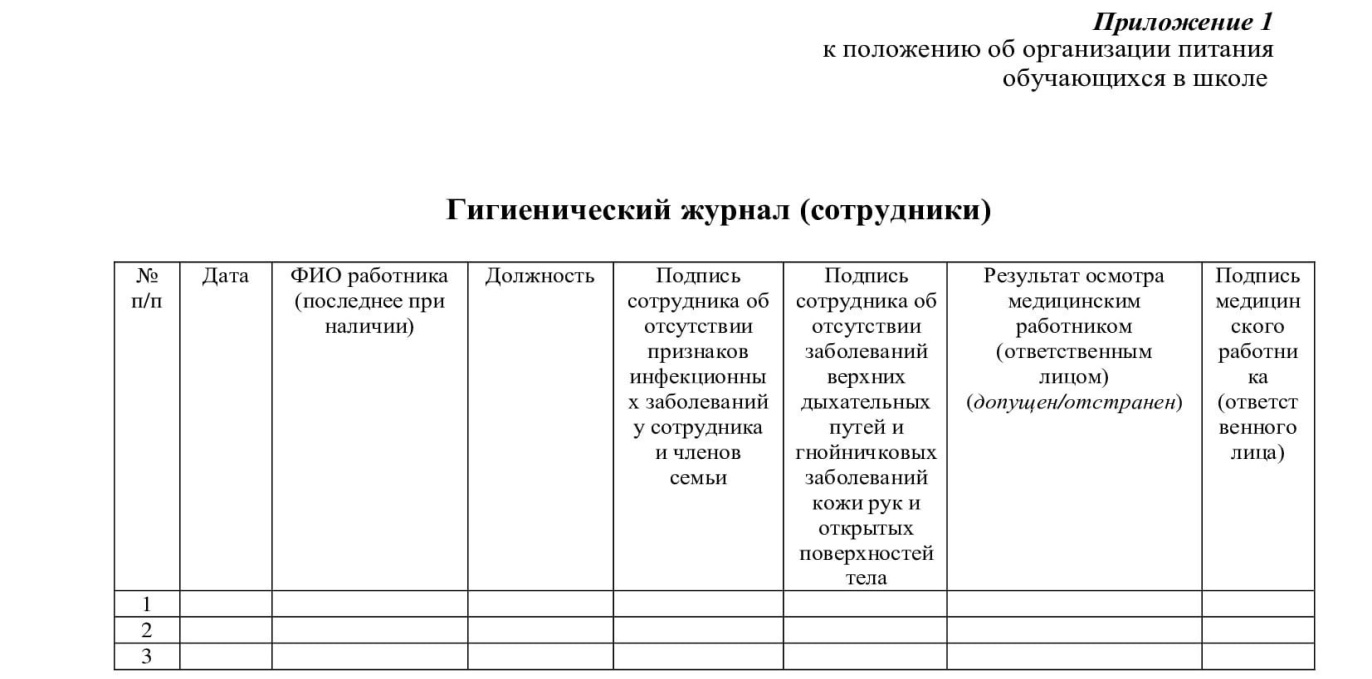 Приложение 1
к положению об организации питания
обучающихся в школе
Гигиенический журнал (сотрудники)
№
п/п
Дата
ФИО работника
(последнее при
наличии)
Должность
Подпись
сотрудника об
отсутствии
признаков
инфекционны
х заболеваний
у сотрудника
и членов
семьи
Подпись
сотрудника об
отсутствии
заболеваний
верхних
дыхательных
путей и
гнойничковых
заболеваний
кожи рук и
открытых
поверхностей
тела
Результат осмотра
медицинским
работником
(ответственным
лицом)
(допущен/отстранен)
Подпись
медицин
ского
работни
ка
(ответст
венного
лица)
1
2
3